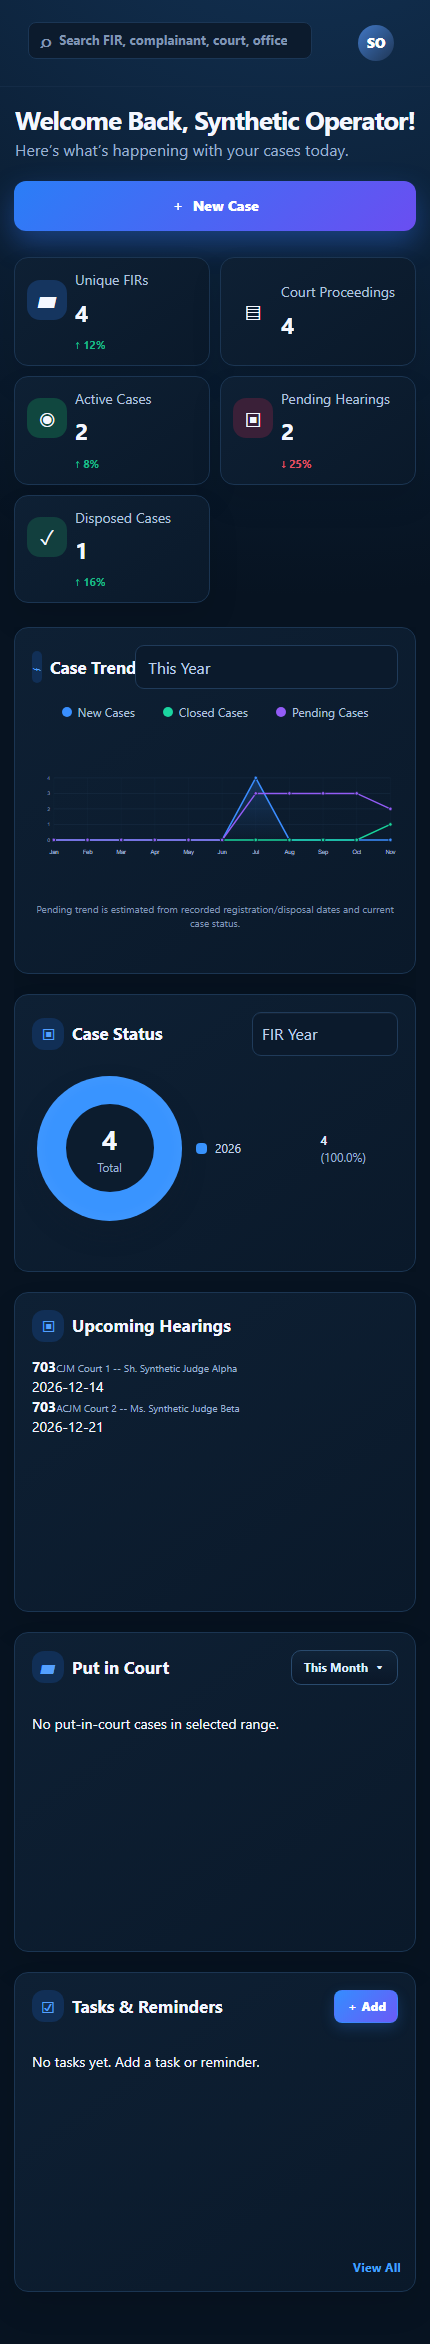 Search FIR, complainant, court, office
SO
Welcome Back, Synthetic Operator!
Here's what's happening with your cases today.
+ New Case
Unique FIRs
4
↑ 12%
Court Proceedings
4
Active Cases
2
↑ 8%
Pending Hearings
2
↓ 25%
Disposed Cases
1
↑ 16%
Case Trend
This Year
New Cases
Closed Cases
Pending Cases
4
3
2
1
0
Jan Feb Mar Apr May Jun Jul Aug Sep Oct Nov
Pending trend is estimated from recorded registration/disposal dates and current
case status.
Case Status
FIR Year
4
Total
2026
4
(100.0%)
Upcoming Hearings
703 CJM Court 1 -- Sh. Synthetic Judge Alpha
2026-12-14
703 ACJM Court 2 -- Ms. Synthetic Judge Beta
2026-12-21
Put in Court
This Month
No put-in-court cases in selected range.
Tasks & Reminders
+ Add
No tasks yet. Add a task or reminder.
View All